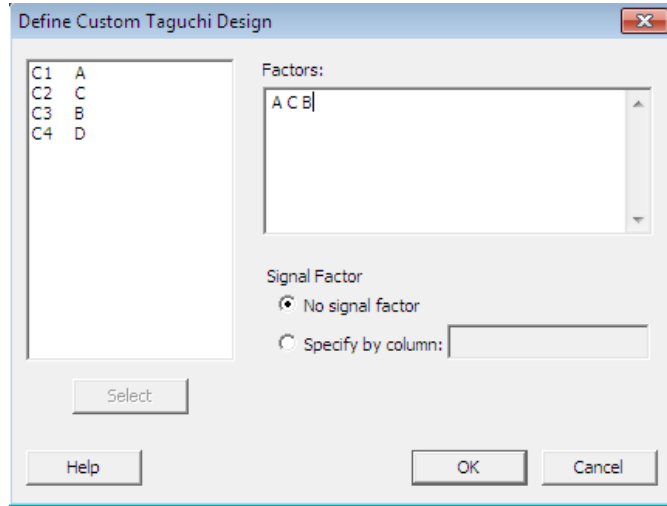 Define Custom Taguchi Design
C1 A
C2 C
C3 B
C4 D
Factors:
A C B
Signal Factor
No signal factor
Specify by column:
Select
Help
OK
Cancel